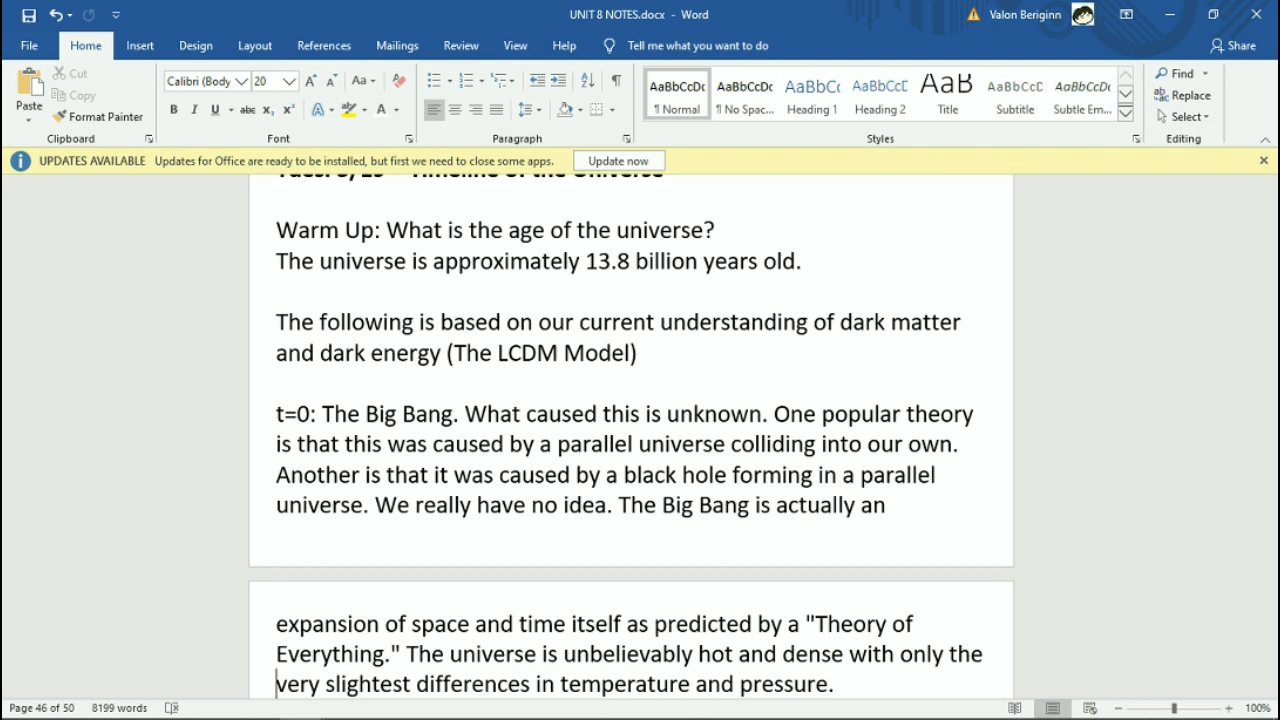 UNIT 8 NOTES.docx - Word
Valon Beriginn
File Home Insert Design Layout References Mailings Review View Help Tell me what you want to do Share
Paste
Cut
Copy
Format Painter
Clipboard
Calibri (Body 20
Font
Paragraph
AaBbCcDc AaBbCcDc AaBbCc AaBbCcD AaB AaBbCcD AaBbCcDc
¶ Normal ¶ No Spac... Heading 1 Heading 2 Title Subtitle Subtle Em...
Styles
Find
Replace
Select
Editing
UPDATES AVAILABLE Updates for Office are ready to be installed, but first we need to close some apps. Update now
Timeline of the Universe
Warm Up: What is the age of the universe?
The universe is approximately 13.8 billion years old.
The following is based on our current understanding of dark matter
and dark energy (The LCDM Model)
t=0: The Big Bang. What caused this is unknown. One popular theory
is that this was caused by a parallel universe colliding into our own.
Another is that it was caused by a black hole forming in a parallel
universe. We really have no idea. The Big Bang is actually an
expansion of space and time itself as predicted by a "Theory of
Everything." The universe is unbelievably hot and dense with only the
very slightest differences in temperature and pressure.
Page 46 of 50 8199 words 100%